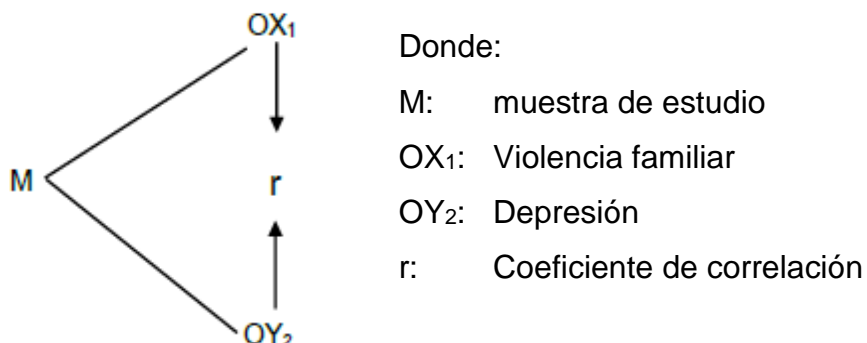 OX₁
M
r
OY₂
Donde:
M: muestra de estudio
OX₁: Violencia familiar
OY₂: Depresión
r: Coeficiente de correlación